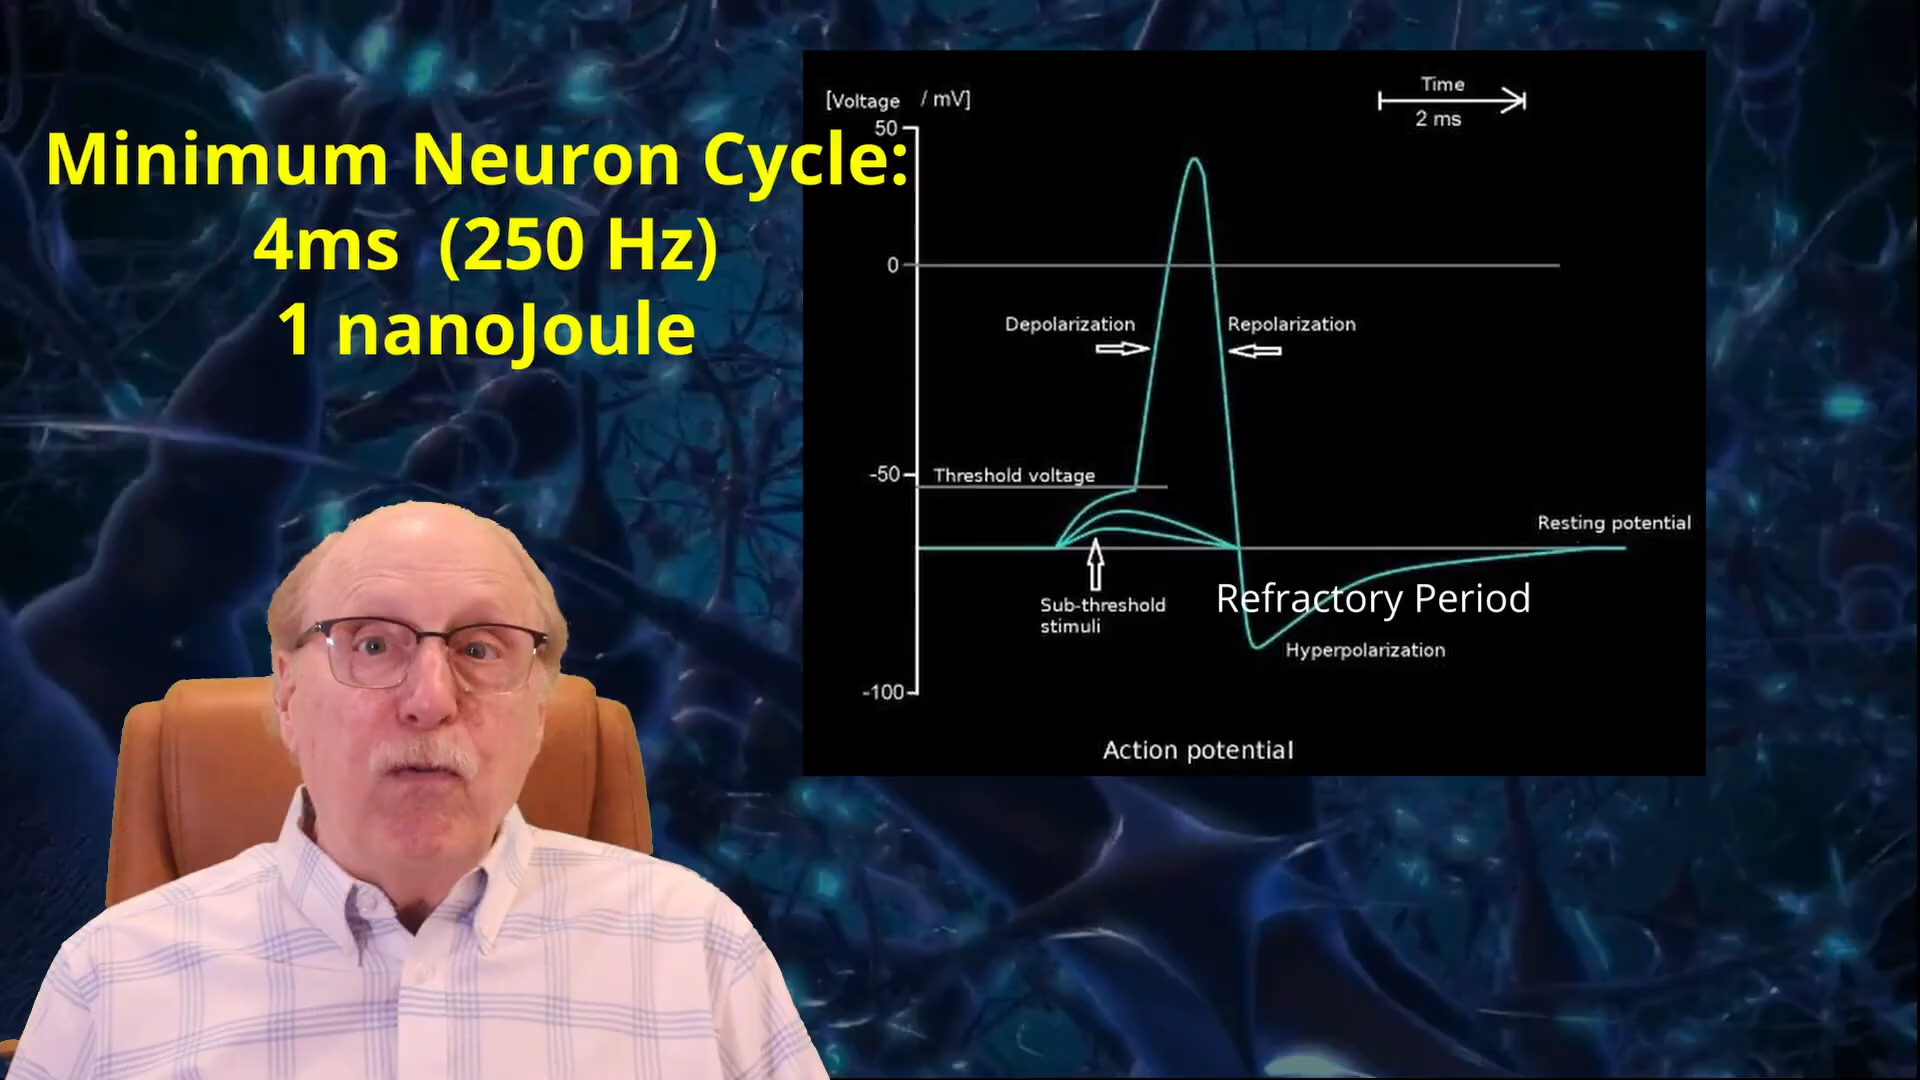 Minimum Neuron Cycle:
4ms (250 Hz)
1 nanoJoule
[Voltage / mV]
Time
2 ms
50
0
Depolarization
Repolarization
-50
Threshold voltage
Resting potential
Sub-threshold
stimuli
Refractory Period
Hyperpolarization
-100
Action potential